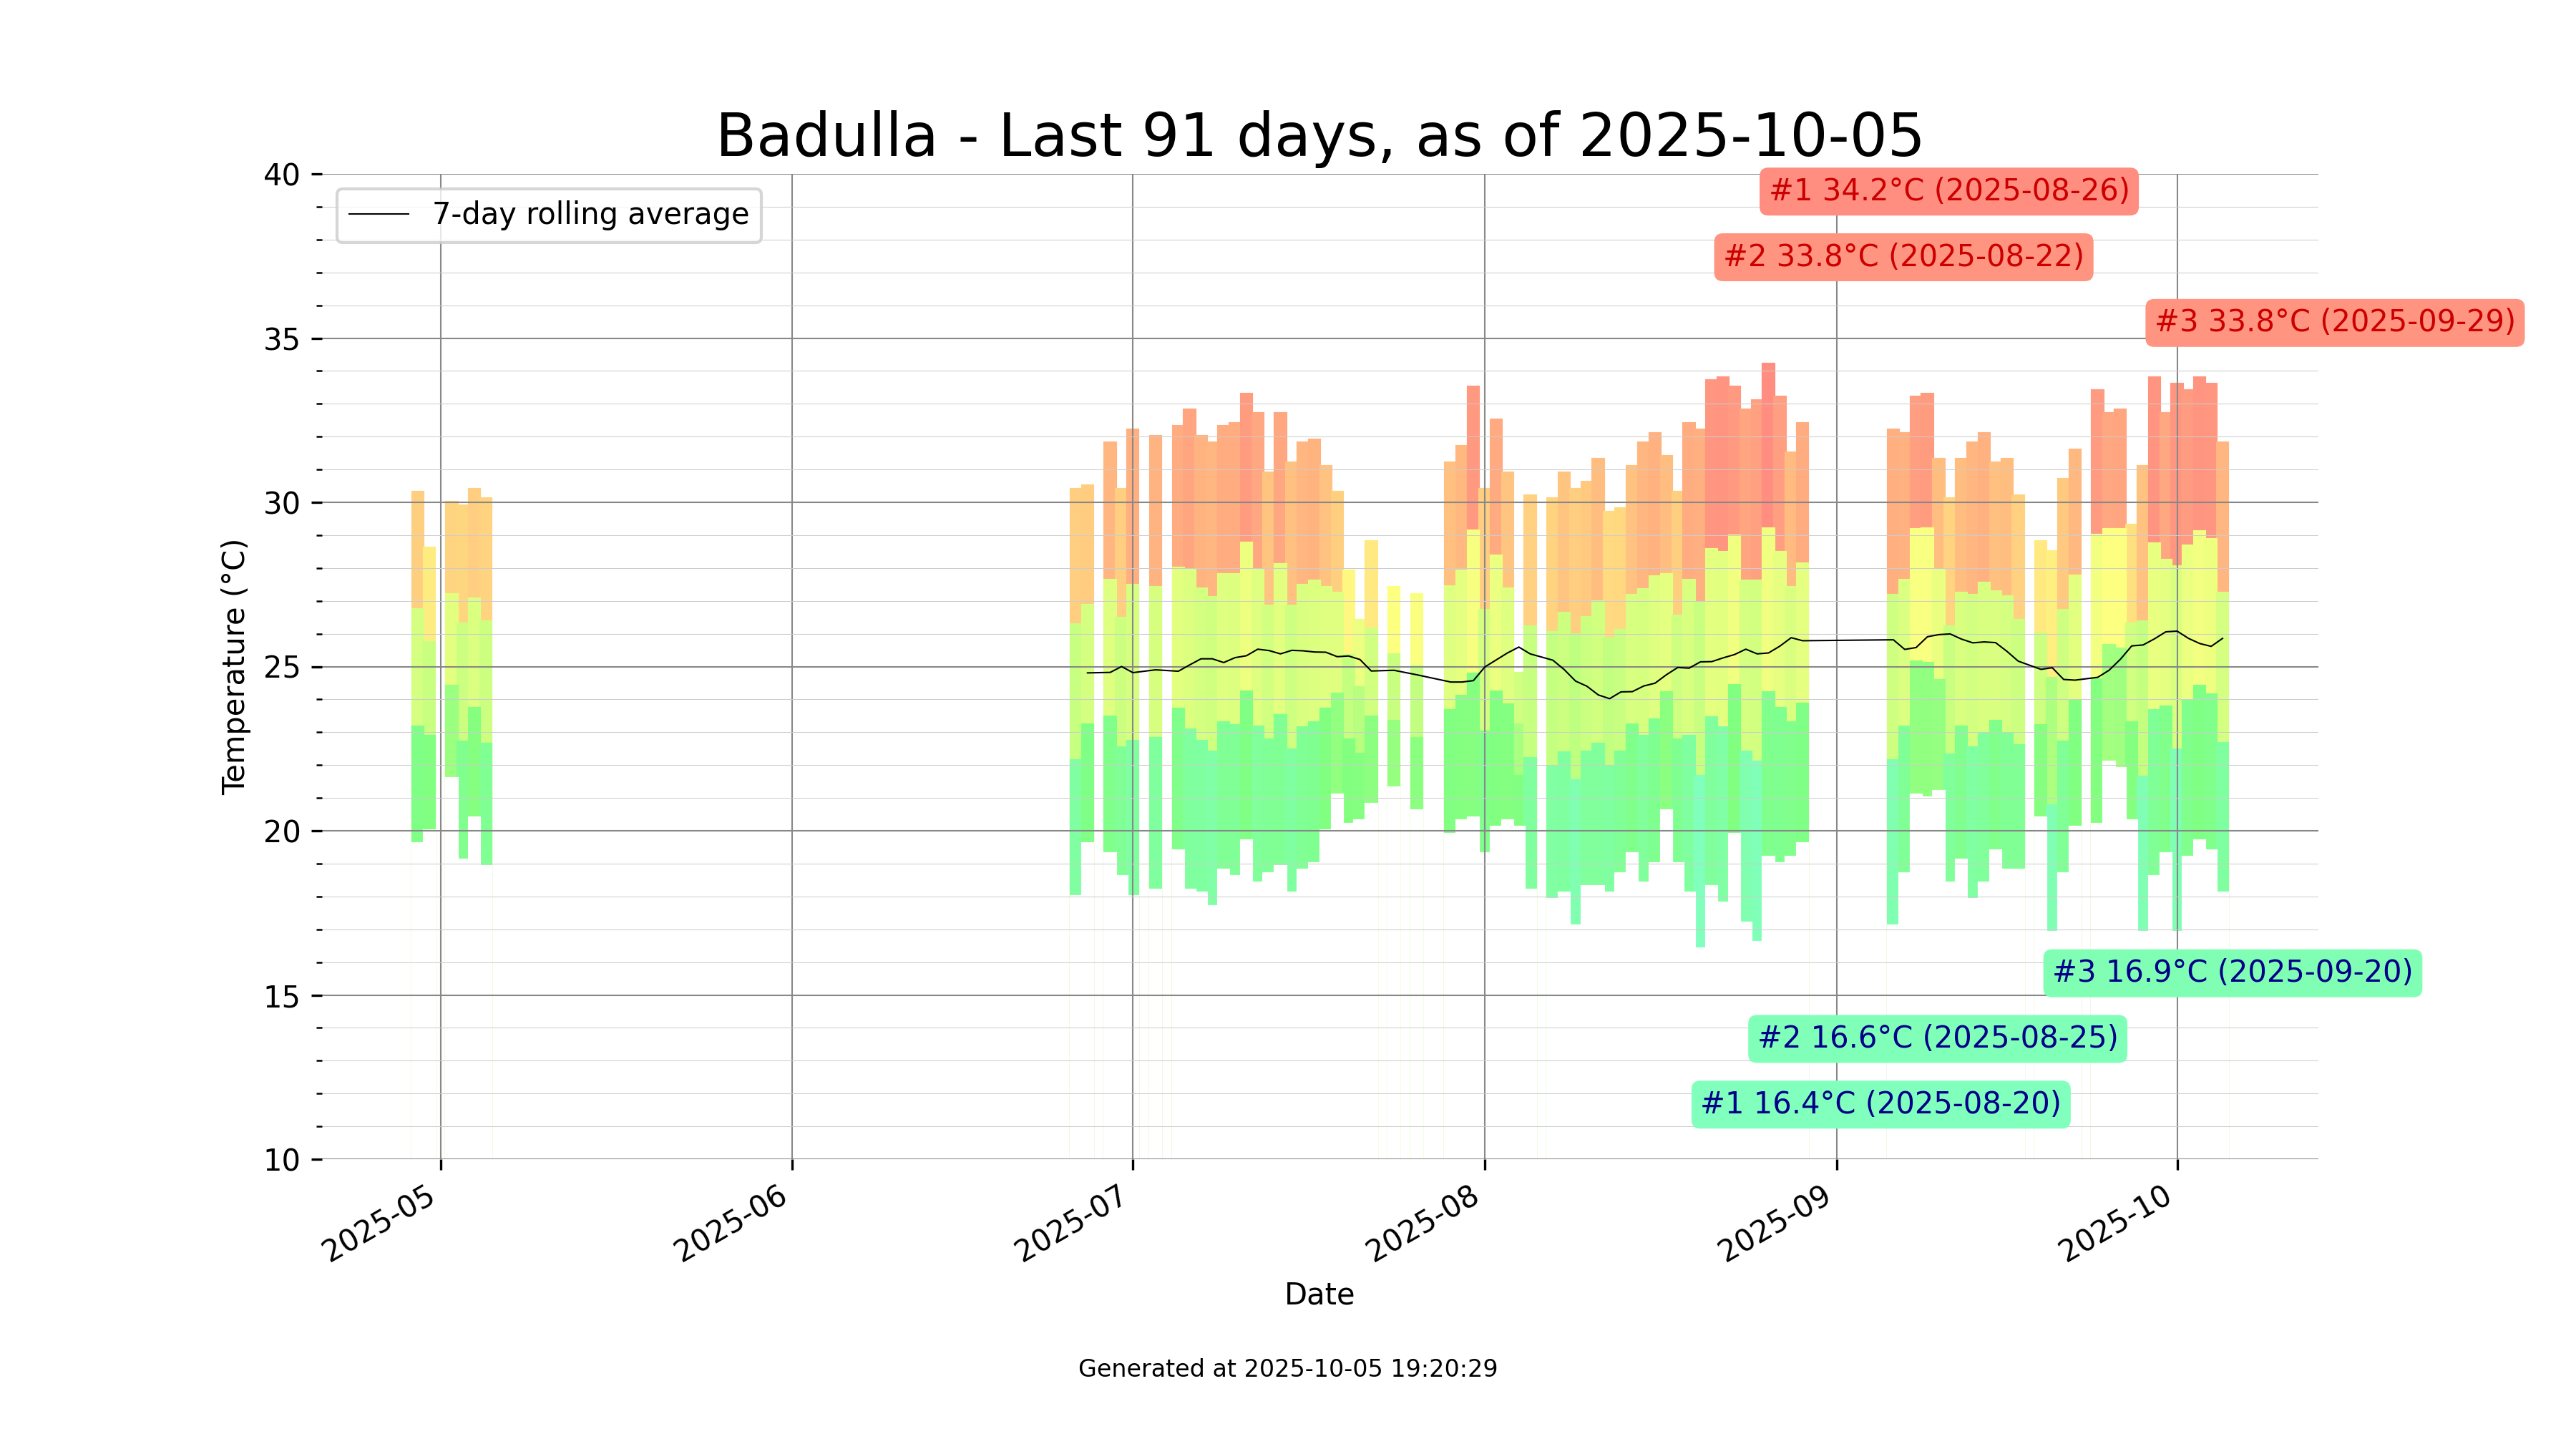 Badulla - Last 91 days, as of 2025-10-05
7-day rolling average
#1 34.2°C (2025-08-26)
#2 33.8°C (2025-08-22)
#3 33.8°C (2025-09-29)
40
35
30
25
20
15
10
Temperature (°C)
#3 16.9°C (2025-09-20)
#2 16.6°C (2025-08-25)
#1 16.4°C (2025-08-20)
2025-05
2025-06
2025-07
2025-08
2025-09
2025-10
Date
Generated at 2025-10-05 19:20:29